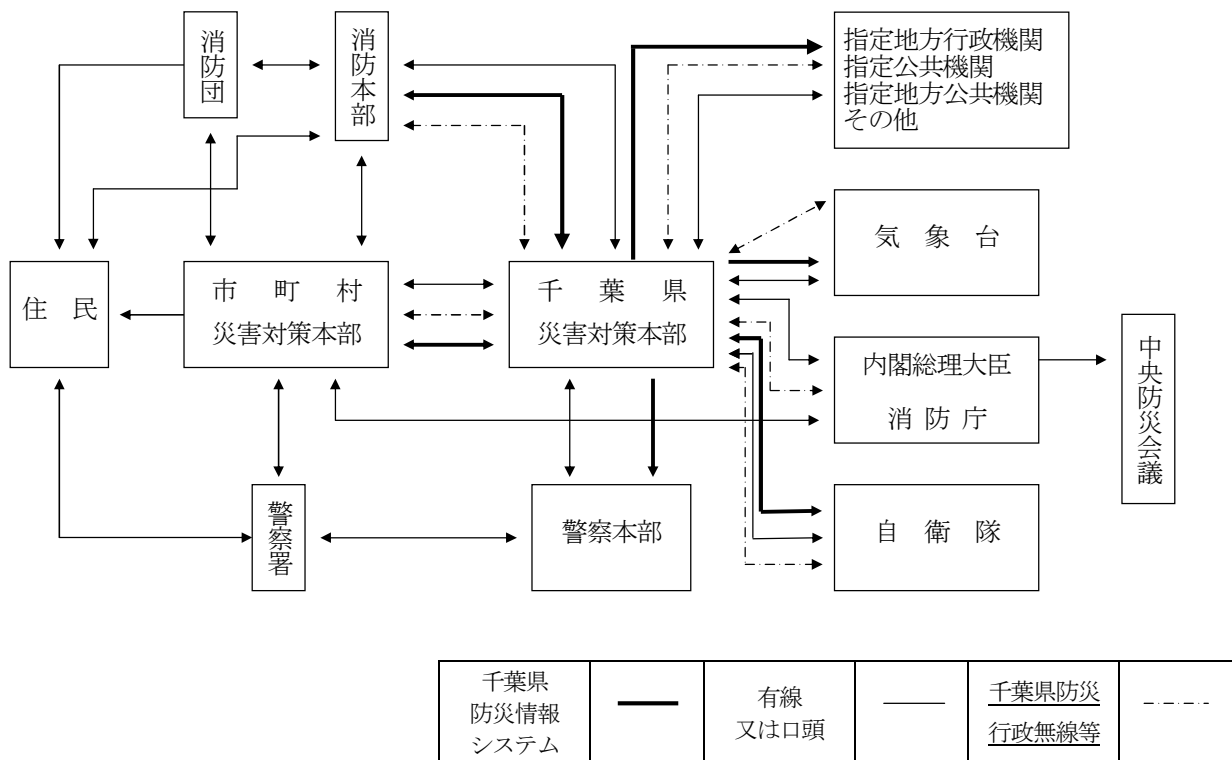 消防団
消防本部
指定地方行政機関
指定公共機関
指定地方公共機関
その他
気象台
住民
市町村
災害対策本部
千葉県
災害対策本部
内閣総理大臣
消防庁
中央防災会議
警察署
警察本部
自衛隊
千葉県
防災情報
システム
有線
又は口頭
千葉県防災
行政無線等